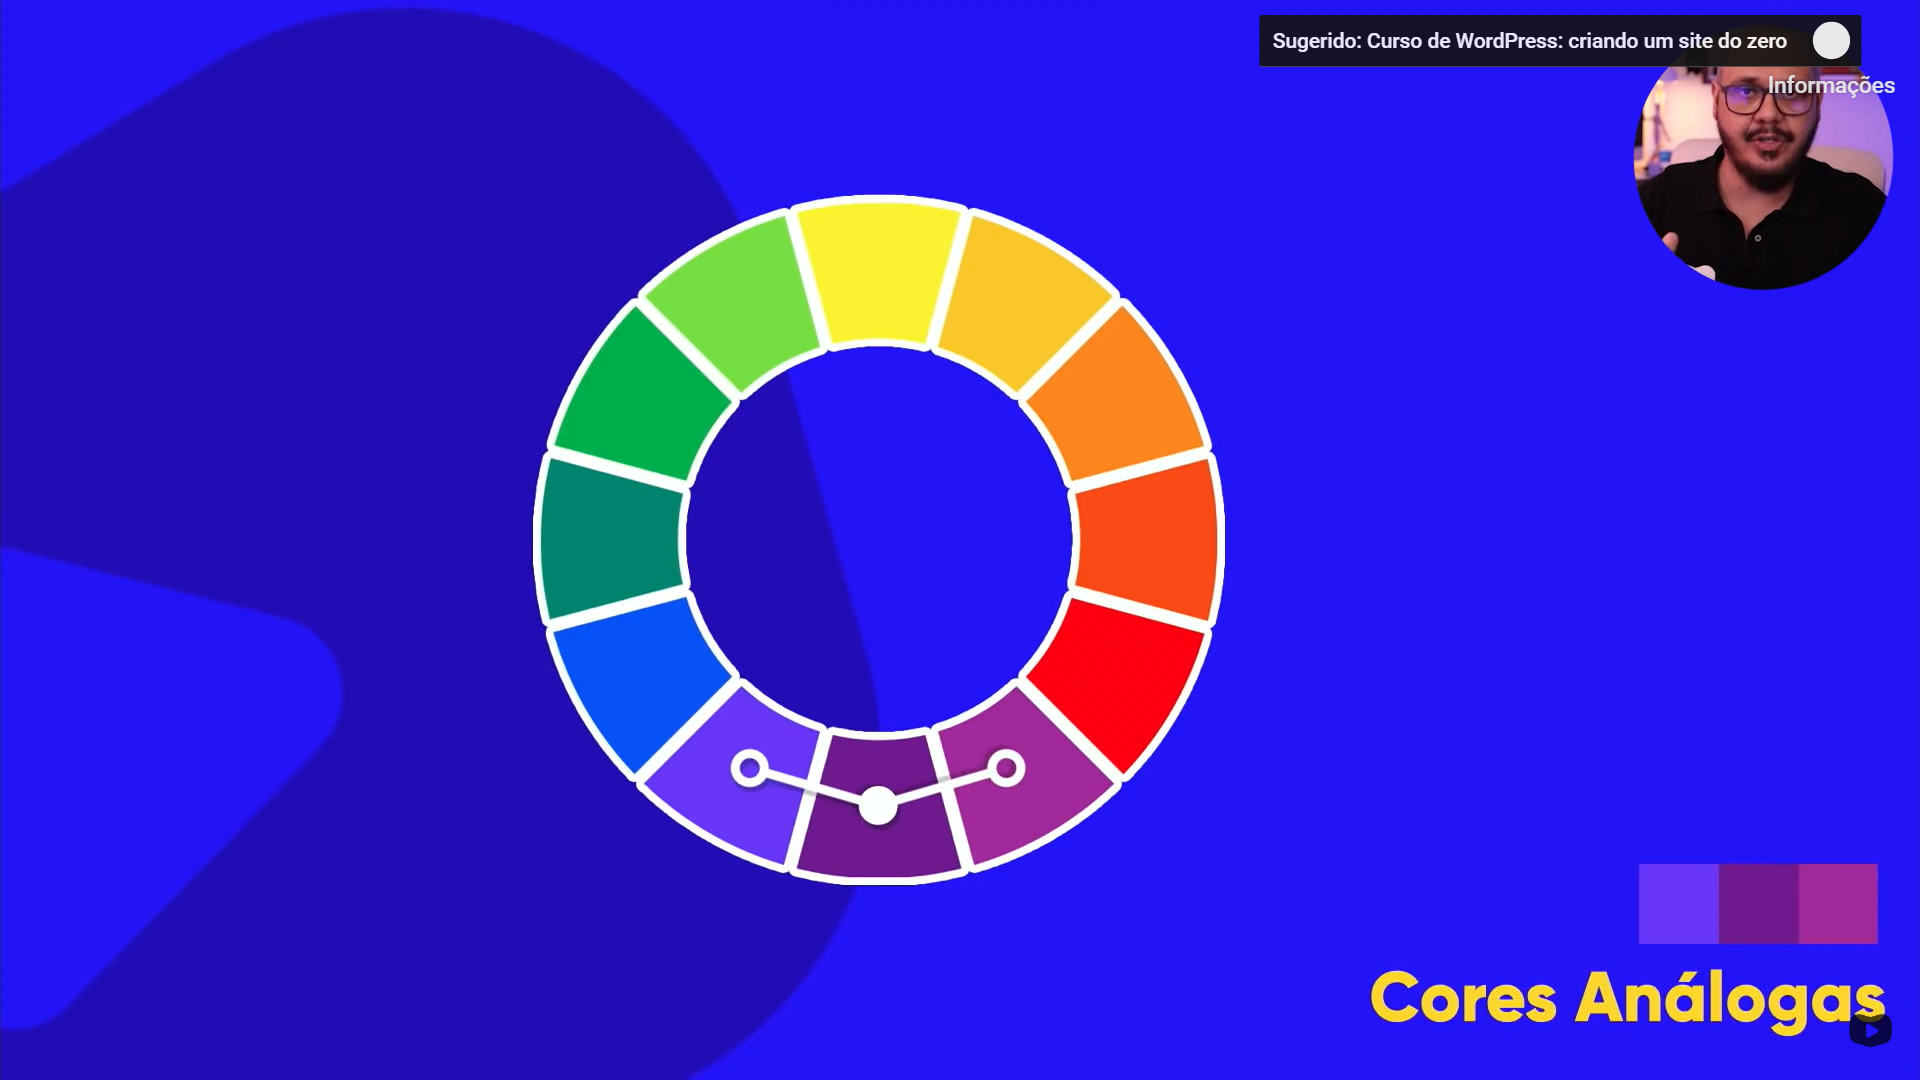 Sugerido: Curso de WordPress: criando um site do zero
Informações
Cores Análogas